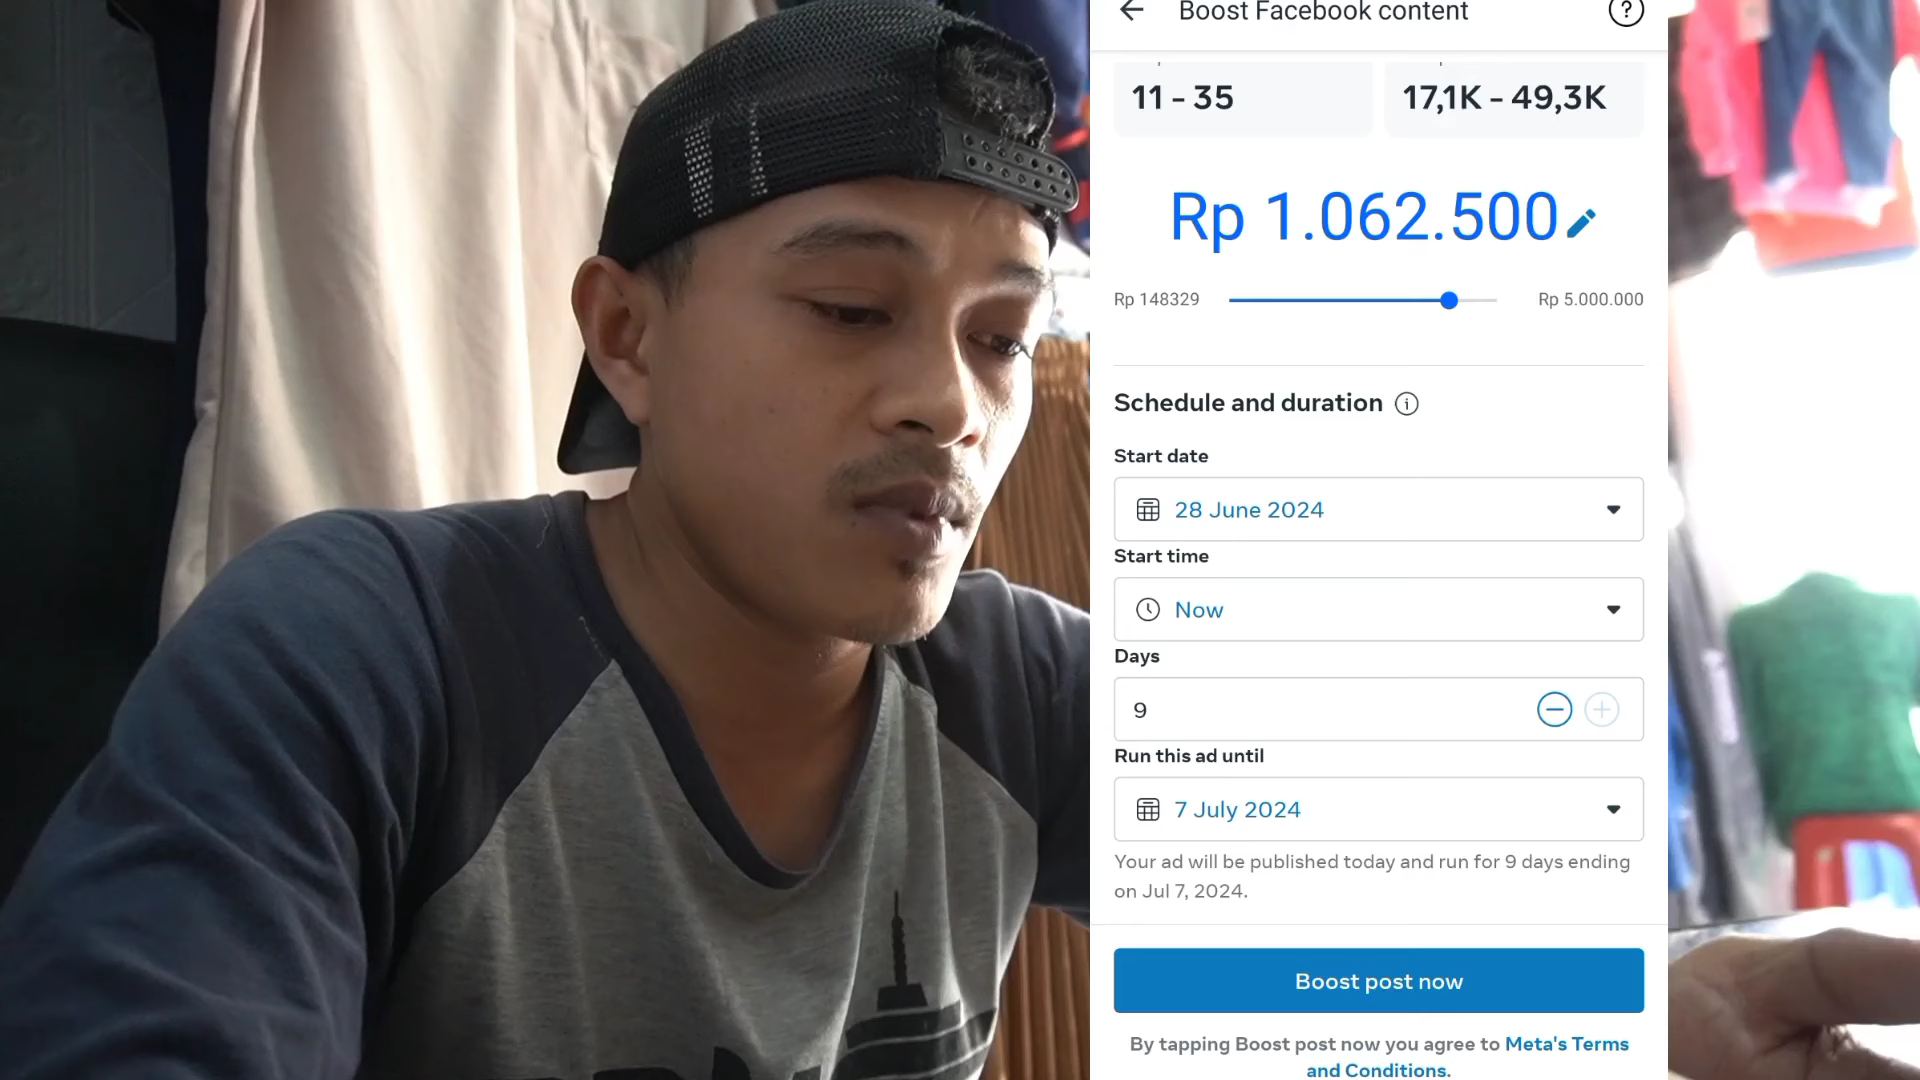 Boost Facebook content
11 - 35
17,1K - 49,3K
Rp 1.062.500
Rp 148329
Rp 5.000.000
Schedule and duration
Start date
28 June 2024
Start time
Now
Days
9
Run this ad until
7 July 2024
Your ad will be published today and run for 9 days ending
on Jul 7, 2024.
Boost post now
By tapping Boost post now you agree to Meta's Terms
and Conditions.